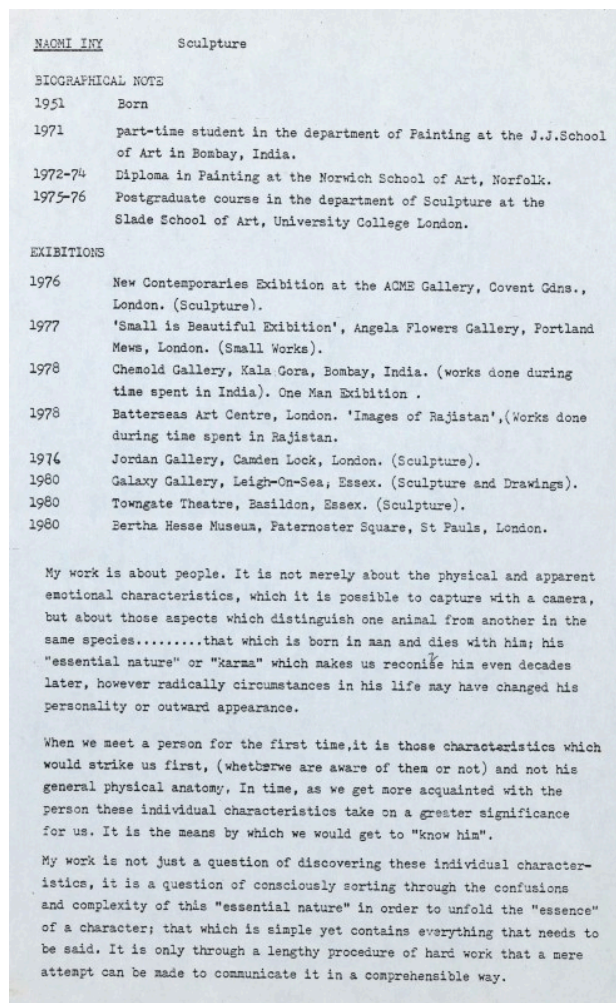 NAOMI INY Sculpture
BIOGRAPHICAL NOTE
1951 Born
1971 part-time student in the department of Painting at the J.J.School
of Art in Bombay, India.
1972-74 Diploma in Painting at the Norwich School of Art, Norfolk.
1975-76 Postgraduate course in the department of Sculpture at the
Slade School of Art, University College London.
EXIBITIONS
1976 New Contemporaries Exibition at the ACME Gallery, Covent Gdns.,
London. (Sculpture).
1977 'Small is Beautiful Exibition', Angela Flowers Gallery, Portland
Mews, London. (Small Works).
1978 Chemold Gallery, Kala Gora, Bombay, India. (works done during
time spent in India). One Man Exibition .
1978 Batterseas Art Centre, London. 'Images of Rajistan',(Works done
during time spent in Rajistan.
1976 Jordan Gallery, Camden Lock, London. (Sculpture).
1980 Galaxy Gallery, Leigh-On-Sea, Essex. (Sculpture and Drawings).
1980 Towngate Theatre, Basildon, Essex. (Sculpture).
1980 Bertha Hesse Museum, Paternoster Square, St Pauls, London.
My work is about people. It is not merely about the physical and apparent
emotional characteristics, which it is possible to capture with a camera,
but about those aspects which distinguish one animal from another in the
same species.........that which is born in man and dies with him; his
"essential nature" or "karma" which makes us reconize him even decades
later, however radically circumstances in his life may have changed his
personality or outward appearance.
When we meet a person for the first time,it is those characteristics which
would strike us first, (whetherwe are aware of them or not) and not his
general physical anatomy, In time, as we get more acquainted with the
person these individual characteristics take on a greater significance
for us. It is the means by which we would get to "know him".
My work is not just a question of discovering these individual character-
istics, it is a question of consciously sorting through the confusions
and complexity of this "essential nature" in order to unfold the "essence"
of a character; that which is simple yet contains everything that needs to
be said. It is only through a lengthy procedure of hard work that a mere
attempt can be made to communicate it in a comprehensible way.